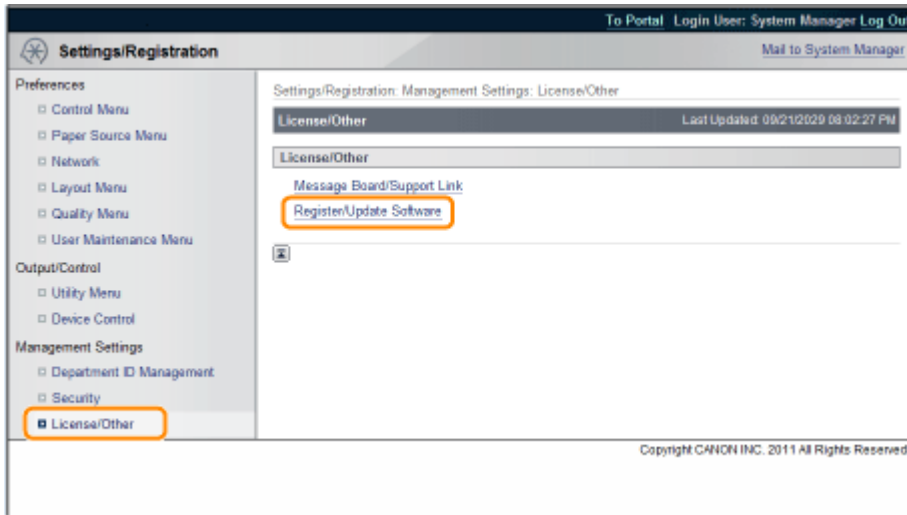 To Portal Login User: System Manager Log Ou
Settings/Registration
Mail to System Manager
Preferences
Control Menu
Paper Source Menu
Network
Layout Menu
Quality Menu
User Maintenance Menu
Output/Control
Utility Menu
Device Control
Management Settings
Department ID Management
Security
License/Other
Settings/Registration: Management Settings: License/Other
License/Other Last Updated: 09/21/2029 08:02:27 PM
License/Other
Message Board/Support Link
Register/Update Software
Copyright CANON INC. 2011 All Rights Reserved